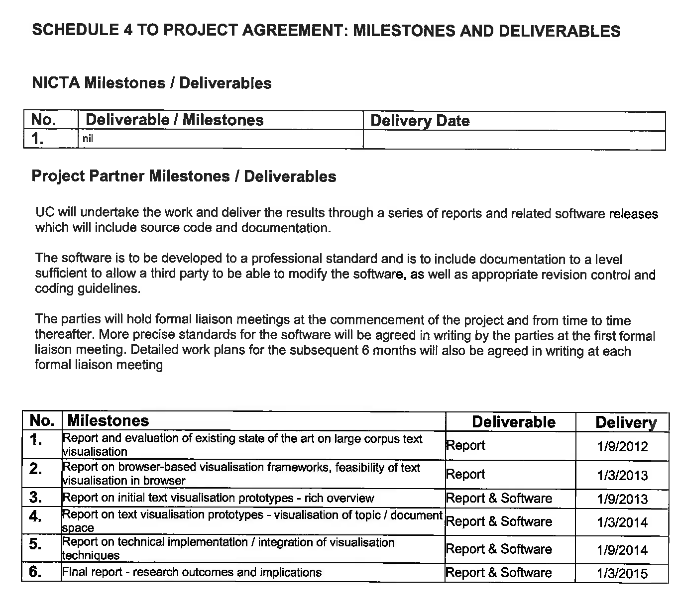 SCHEDULE 4 TO PROJECT AGREEMENT: MILESTONES AND DELIVERABLES
NICTA Milestones / Deliverables
No. Deliverable / Milestones Delivery Date
1. nil
Project Partner Milestones / Deliverables
UC will undertake the work and deliver the results through a series of reports and related software releases
which will include source code and documentation.
The software is to be developed to a professional standard and is to include documentation to a level
sufficient to allow a third party to be able to modify the software, as well as appropriate revision control and
coding guidelines.
The parties will hold formal liaison meetings at the commencement of the project and from time to time
thereafter. More precise standards for the software will be agreed in writing by the parties at the first formal
liaison meeting. Detailed work plans for the subsequent 6 months will also be agreed in writing at each
formal liaison meeting
No. Milestones Deliverable Delivery
1. Report and evaluation of existing state of the art on large corpus text
visualisation Report 1/9/2012
2. Report on browser-based visualisation frameworks, feasibility of text
visualisation in browser Report 1/3/2013
3. Report on initial text visualisation prototypes - rich overview Report & Software 1/9/2013
4. Report on text visualisation prototypes - visualisation of topic / document
space Report & Software 1/3/2014
5. Report on technical implementation / integration of visualisation
techniques Report & Software 1/9/2014
6. Final report - research outcomes and implications Report & Software 1/3/2015